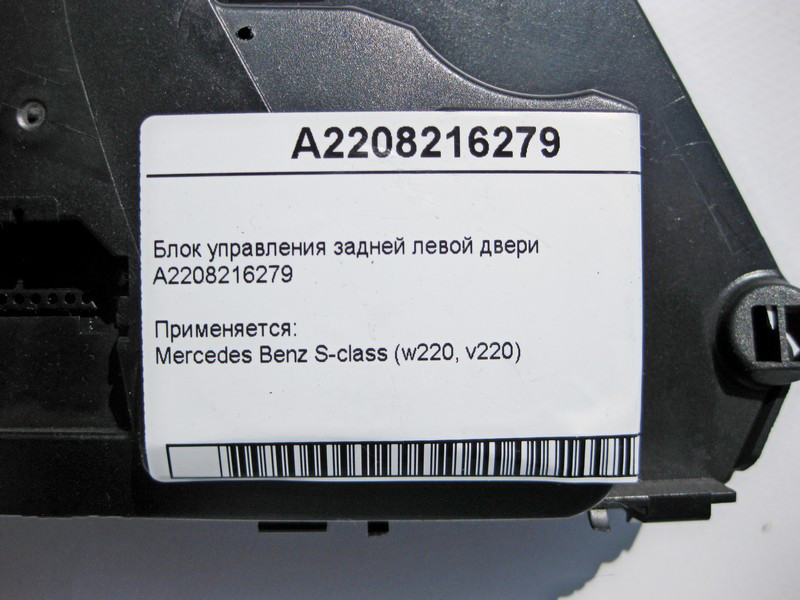 A2208216279
Блок управления задней левой двери
A2208216279
Применяется:
Mercedes Benz S-class (w220, v220)